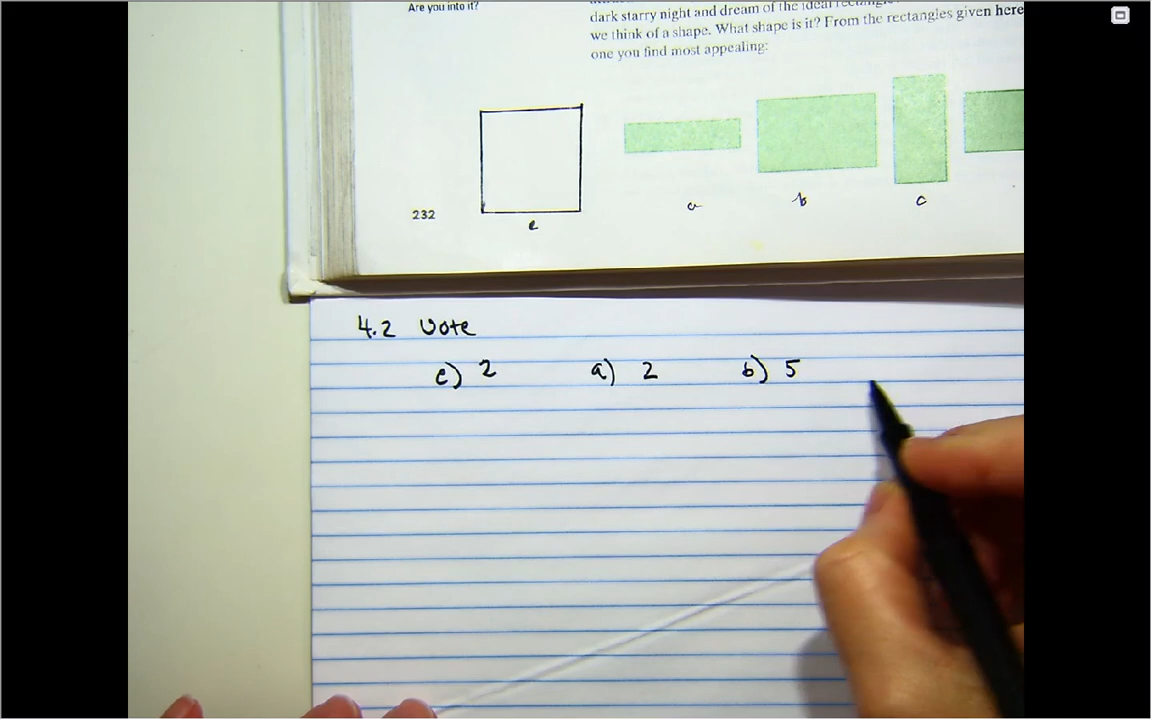 Are you into it?
dark starry night and dream of the ideal
we think of a shape. What shape is it? From the rectangles given here
one you find most appealing:
232
e
a
b
c
4.2 Vote
e) 2 a) 2 b) 5